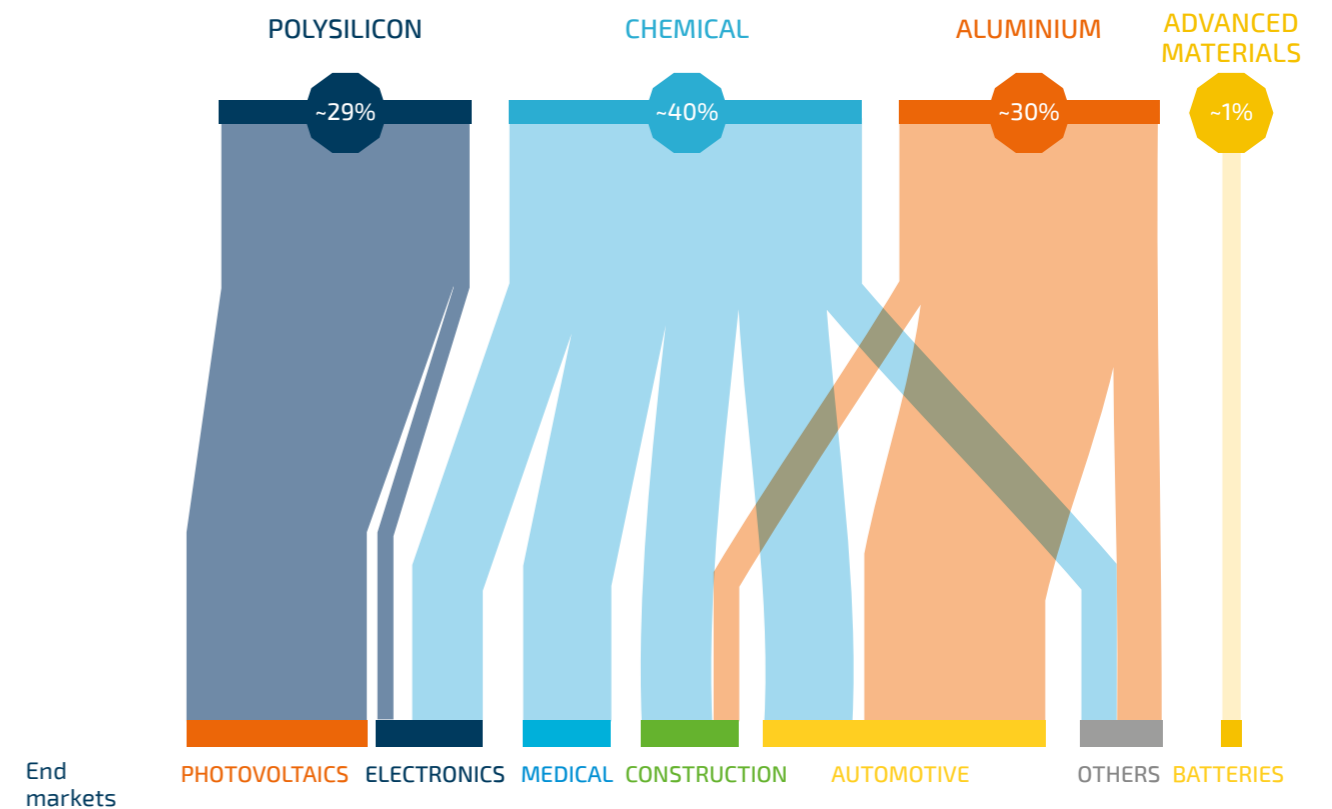 POLYSILICON
CHEMICAL
ALUMINIUM
ADVANCED
MATERIALS
~29%
~40%
~30%
~1%
End
markets
PHOTOVOLTAICS
ELECTRONICS
MEDICAL
CONSTRUCTION
AUTOMOTIVE
OTHERS
BATTERIES